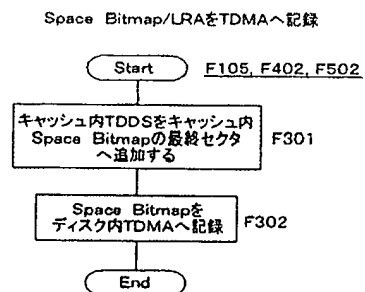 Space Bitmap/LRAをTDMAへ記録
Start
F105, F402, F502
キャッシュ内TDDSをキャッシュ内
Space Bitmapの最終セクタ
へ追加する
F301
Space Bitmapを
ディスク内TDMAへ記録
F302
End